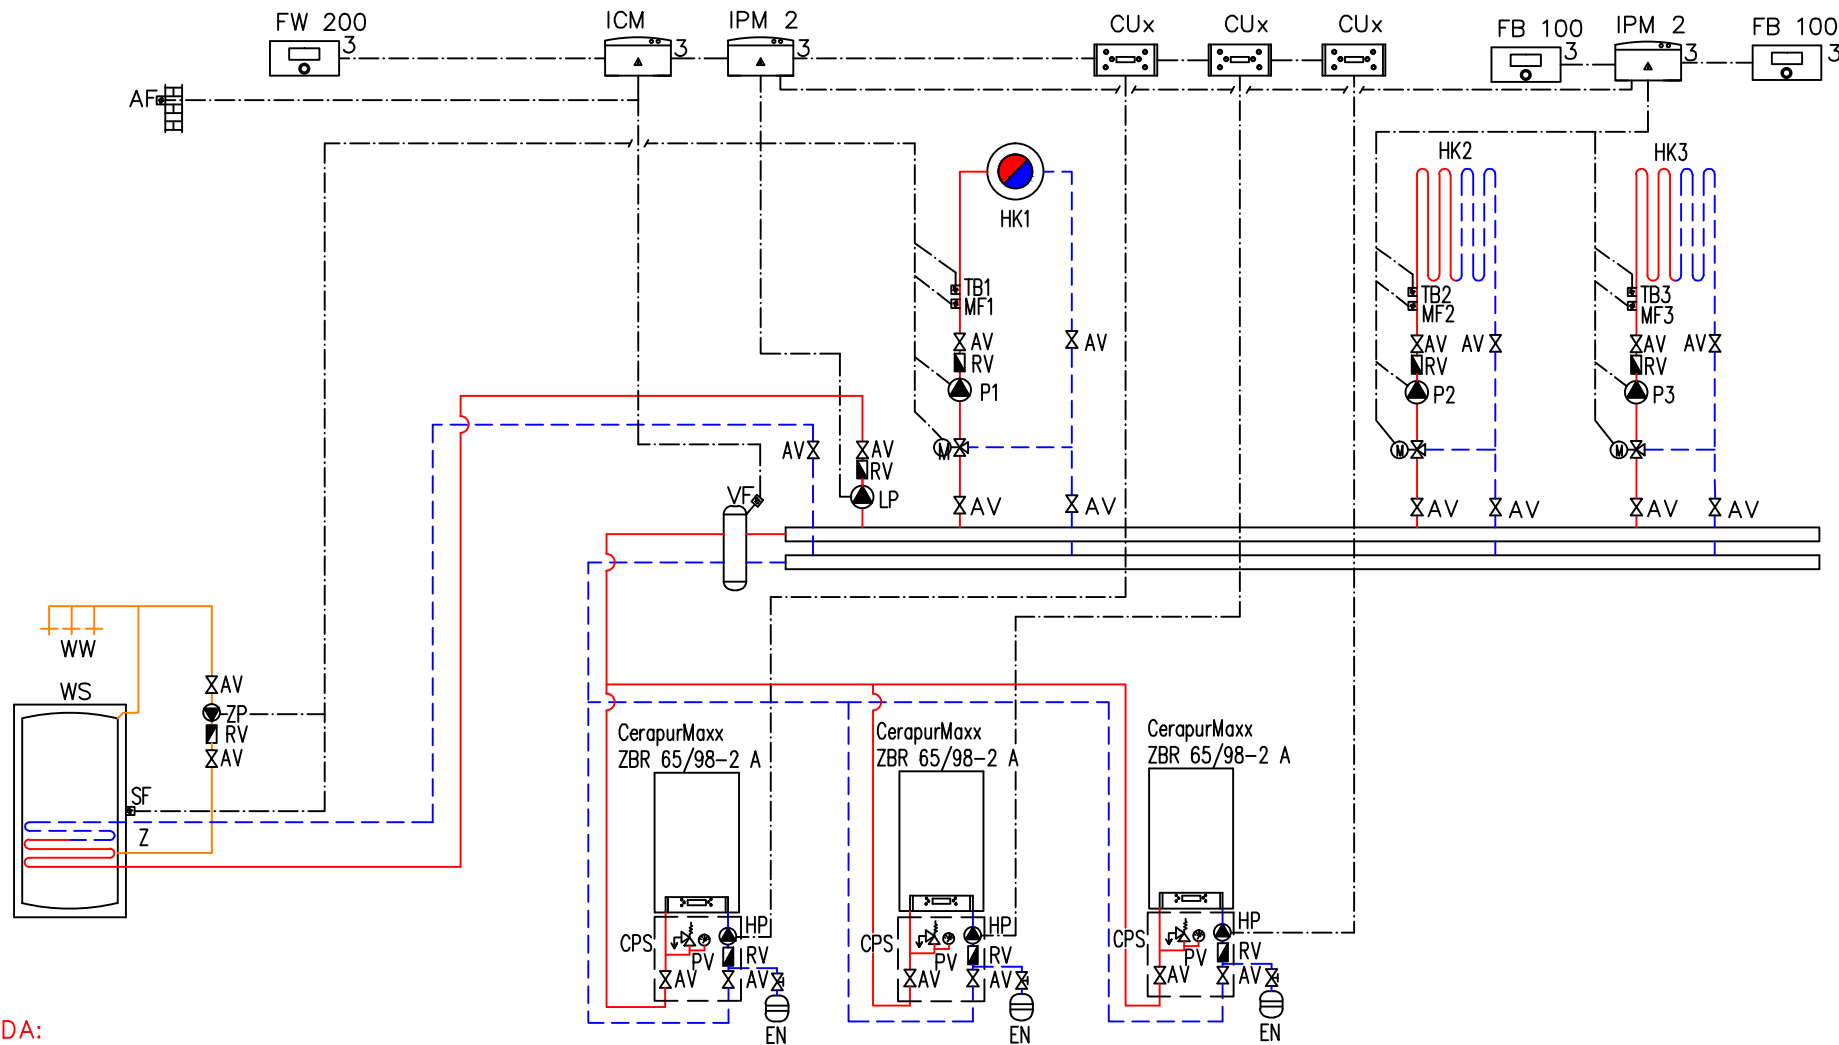 FW 200
3
ICM
3
IPM 2
3
CUx
CUx
CUx
FB 100
3
IPM 2
3
FB 100
3
AF
HK1
HK2
HK3
TB1
MF1
AV
RV
P1
AV
M
AV
AV
TB2
MF2
AV
RV
P2
AV
M
AV
AV
TB3
MF3
AV
RV
P3
AV
M
AV
AV
AV
AV
RV
LP
VF
WW
WS
AV
ZP
RV
AV
SF
Z
CerapurMaxx
ZBR 65/98-2 A
CPS
HP
RV
PV
AV
AV
EN
CerapurMaxx
ZBR 65/98-2 A
CPS
HP
RV
PV
AV
AV
EN
CerapurMaxx
ZBR 65/98-2 A
CPS
HP
RV
PV
AV
AV
EN
DA: